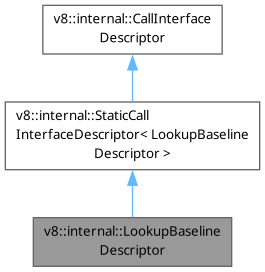 v8::internal::CallInterface
Descriptor
v8::internal::StaticCall
InterfaceDescriptor< LookupBaseline
Descriptor >
v8::internal::LookupBaseline
Descriptor